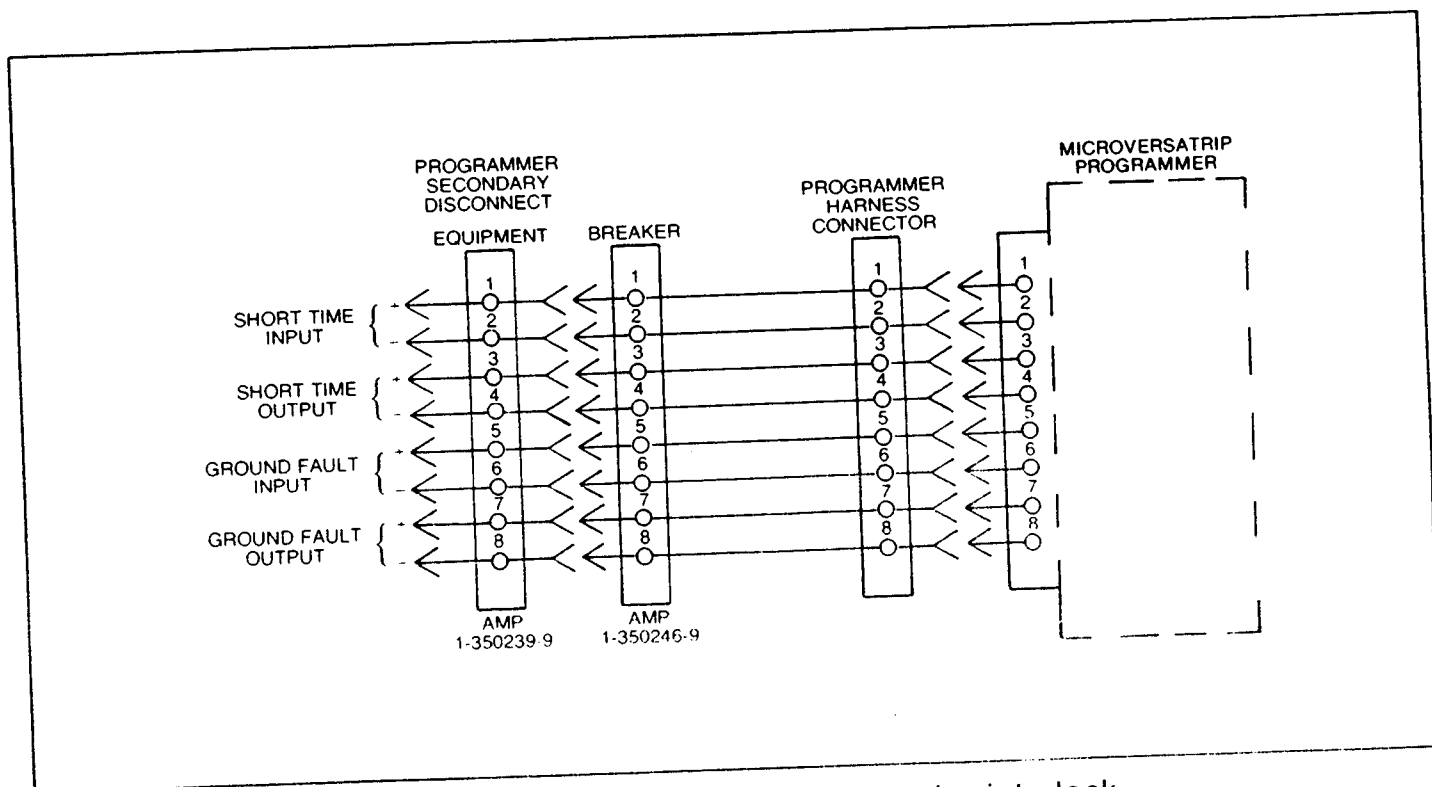 MICROVERSATRIP
PROGRAMMER
PROGRAMMER
SECONDARY
DISCONNECT
PROGRAMMER
HARNESS
CONNECTOR
EQUIPMENT
BREAKER
SHORT TIME
INPUT
+
-
SHORT TIME
OUTPUT
+
-
GROUND FAULT
INPUT
+
-
GROUND FAULT
OUTPUT
+
-
1
2
3
4
5
6
7
8
1
2
3
4
5
6
7
8
1
2
3
4
5
6
7
8
1
2
3
4
5
6
7
8
AMP
1-350239-9
AMP
1-350246-9